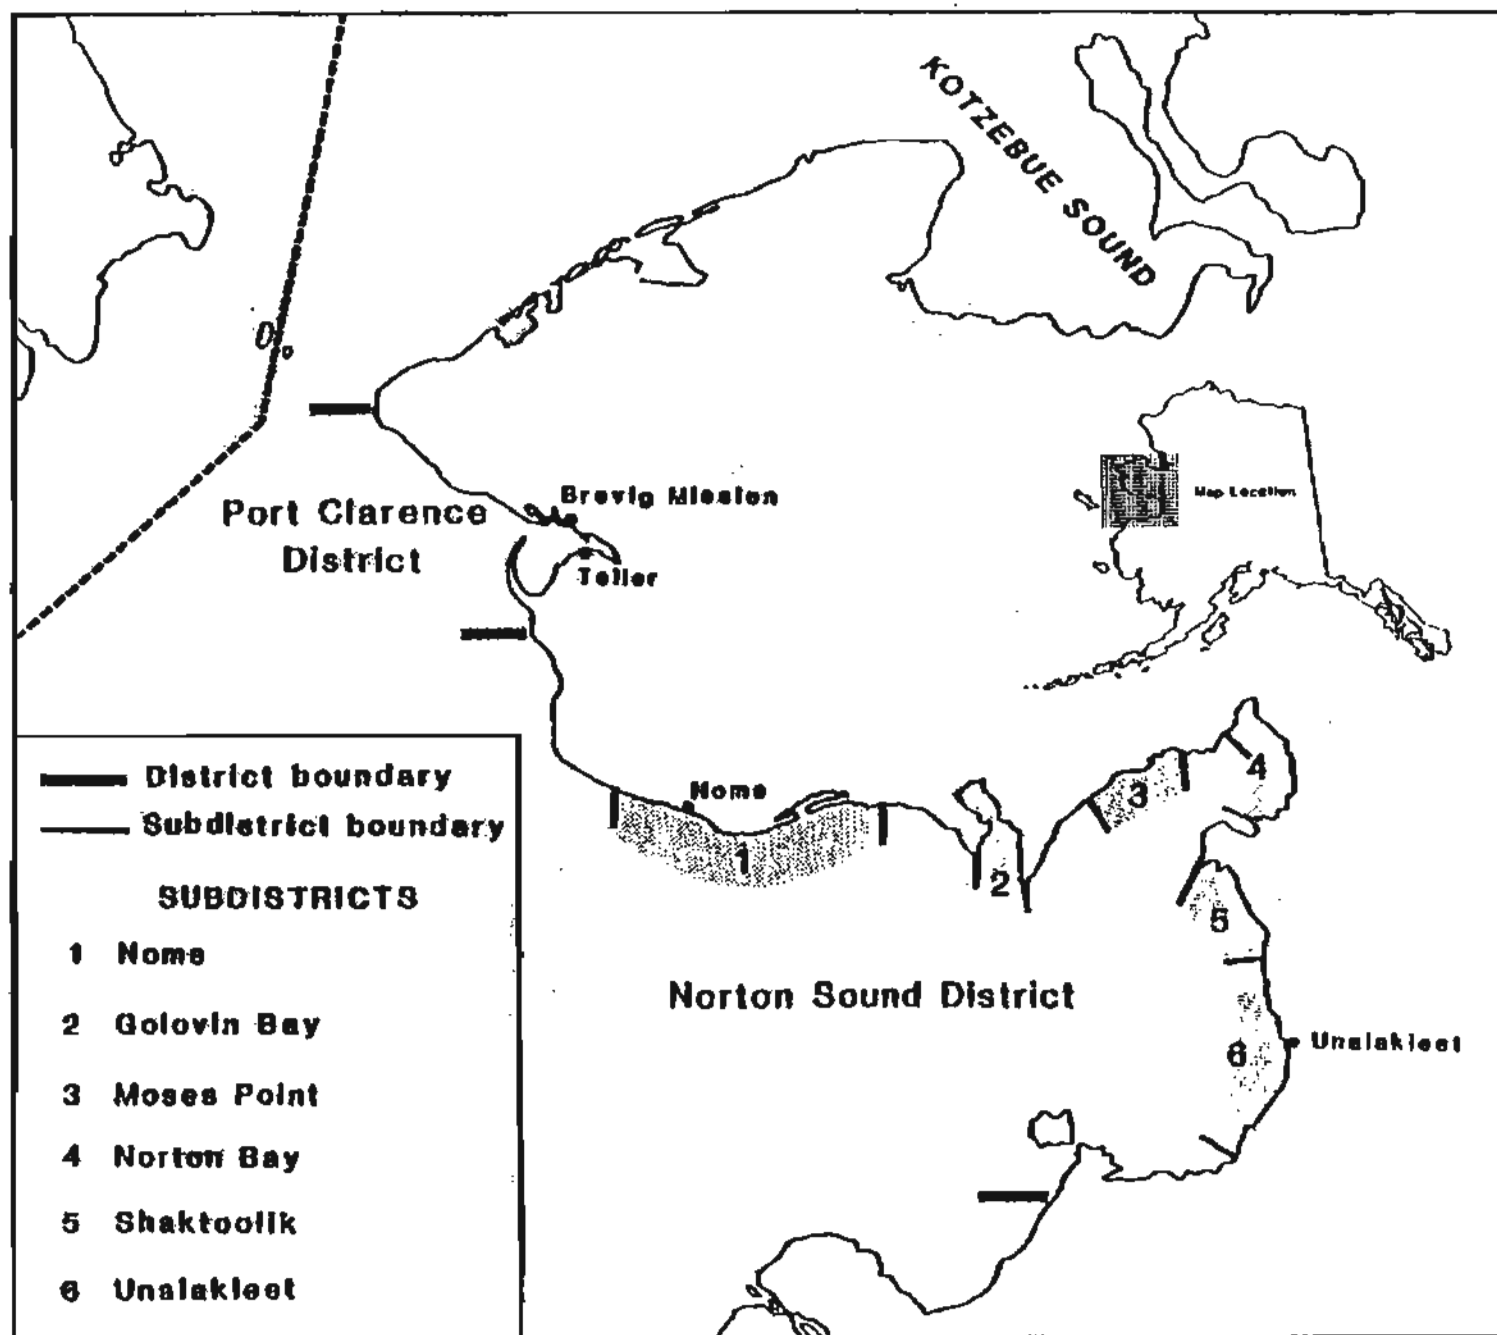 KOTZEBUE SOUND
Map Location
Brevig Mission
Port Clarence
District
Teller
District boundary
Subdistrict boundary
SUBDISTRICTS
1 Nome
2 Golovin Bay
3 Moses Point
4 Norton Bay
5 Shaktoolik
6 Unalakleet
Nome
1
2
3
4
5
6
Norton Sound District
Unalakleet